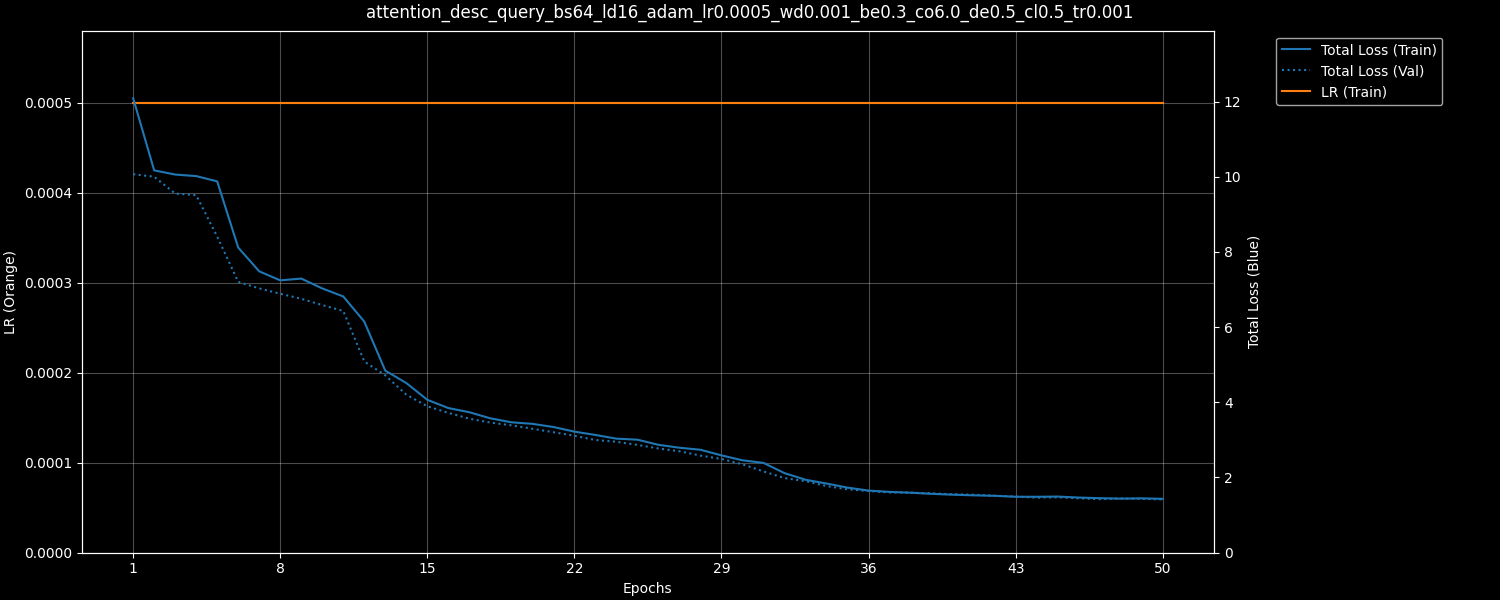 attention_desc_query_bs64_ld16_adam_lr0.0005_wd0.001_be0.3_co6.0_de0.5_cl0.5_tr0.001
Total Loss (Train)
Total Loss (Val)
LR (Train)
LR (Orange)
0.0005
0.0004
0.0003
0.0002
0.0001
0.0000
12
10
8
6
4
2
0
Total Loss (Blue)
1 8 15 22 29 36 43 50
Epochs